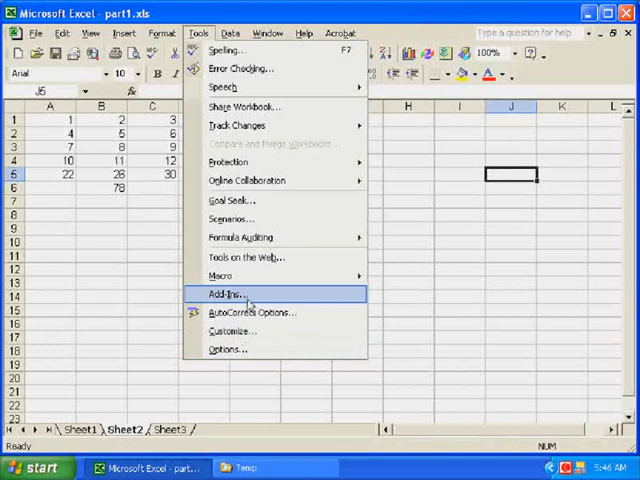 Microsoft Excel - part1.xls
File Edit View Insert Format Tools Data Window Help Acrobat
Type a question for help
100%
Arial 10 B I
J5 fx
A B C H I J K L
1 1 2 3
2 4 5 6
3 7 8 9
4 10 11 12
5 22 26 30
6 78
7
8
9
10
11
12
13
14
15
16
17
18
19
20
21
22
23
Spelling... F7
Error Checking...
Speech
Share Workbook...
Track Changes
Compare and Merge Workbooks...
Protection
Online Collaboration
Goal Seek...
Scenarios...
Formula Auditing
Tools on the Web...
Macro
Add-Ins...
AutoCorrect Options...
Customize...
Options...
Sheet1 Sheet2 Sheet3
Ready NUM
start Microsoft Excel - part... Temp 5:46 AM